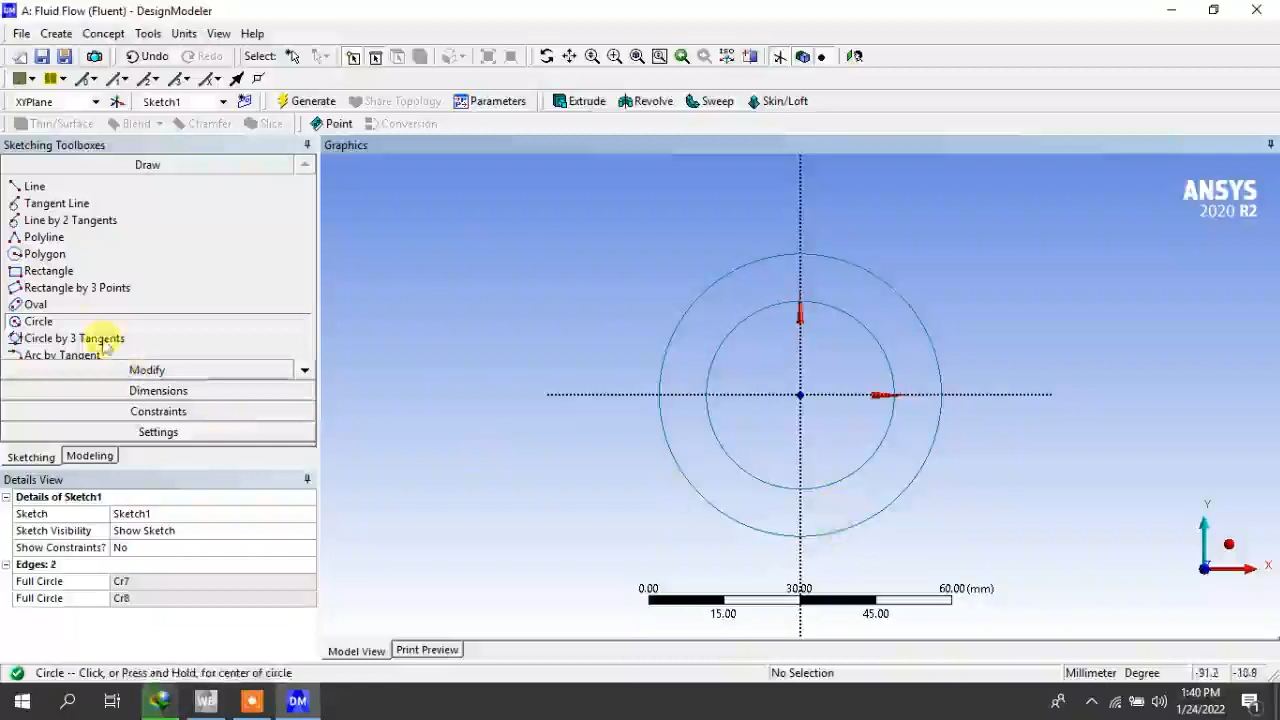 A: Fluid Flow (Fluent) - DesignModeler
File Create Concept Tools Units View Help
Undo Redo Select:
XYPlane Sketch1 Generate Share Topology Parameters Extrude Revolve Sweep Skin/Loft
Thin/Surface Blend Chamfer Slice Point Conversion
Sketching Toolboxes
Graphics
Draw
Line
Tangent Line
Line by 2 Tangents
Polyline
Polygon
Rectangle
Rectangle by 3 Points
Oval
Circle
Circle by 3 Tangents
Arc by Tangent
Modify
Dimensions
Constraints
Settings
Sketching Modeling
Details View
Details of Sketch1
Sketch Sketch1
Sketch Visibility Show Sketch
Show Constraints? No
Edges: 2
Full Circle Cr7
Full Circle Cr8
ANSYS
2020 R2
Y
X
0.00 30.00 60.00 (mm)
15.00 45.00
Model View Print Preview
Circle -- Click, or Press and Hold, for center of circle No Selection Millimeter Degree -91.2 -10.9
WB DM
1:40 PM
1/24/2022
1